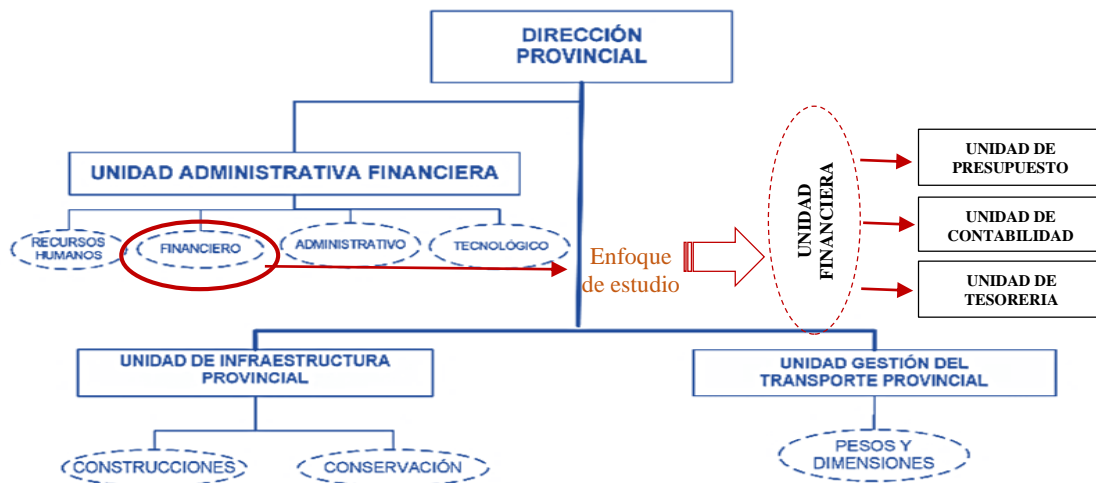 DIRECCIÓN
PROVINCIAL
UNIDAD ADMINISTRATIVA FINANCIERA
RECURSOS
HUMANOS
FINANCIERO
ADMINISTRATIVO
TECNOLÓGICO
Enfoque
de estudio
UNIDAD
FINANCIERA
UNIDAD DE
PRESUPUESTO
UNIDAD DE
CONTABILIDAD
UNIDAD DE
TESORERIA
UNIDAD DE INFRAESTRUCTURA
PROVINCIAL
UNIDAD GESTIÓN DEL
TRANSPORTE PROVINCIAL
CONSTRUCCIONES
CONSERVACIÓN
PESOS Y
DIMENSIONES